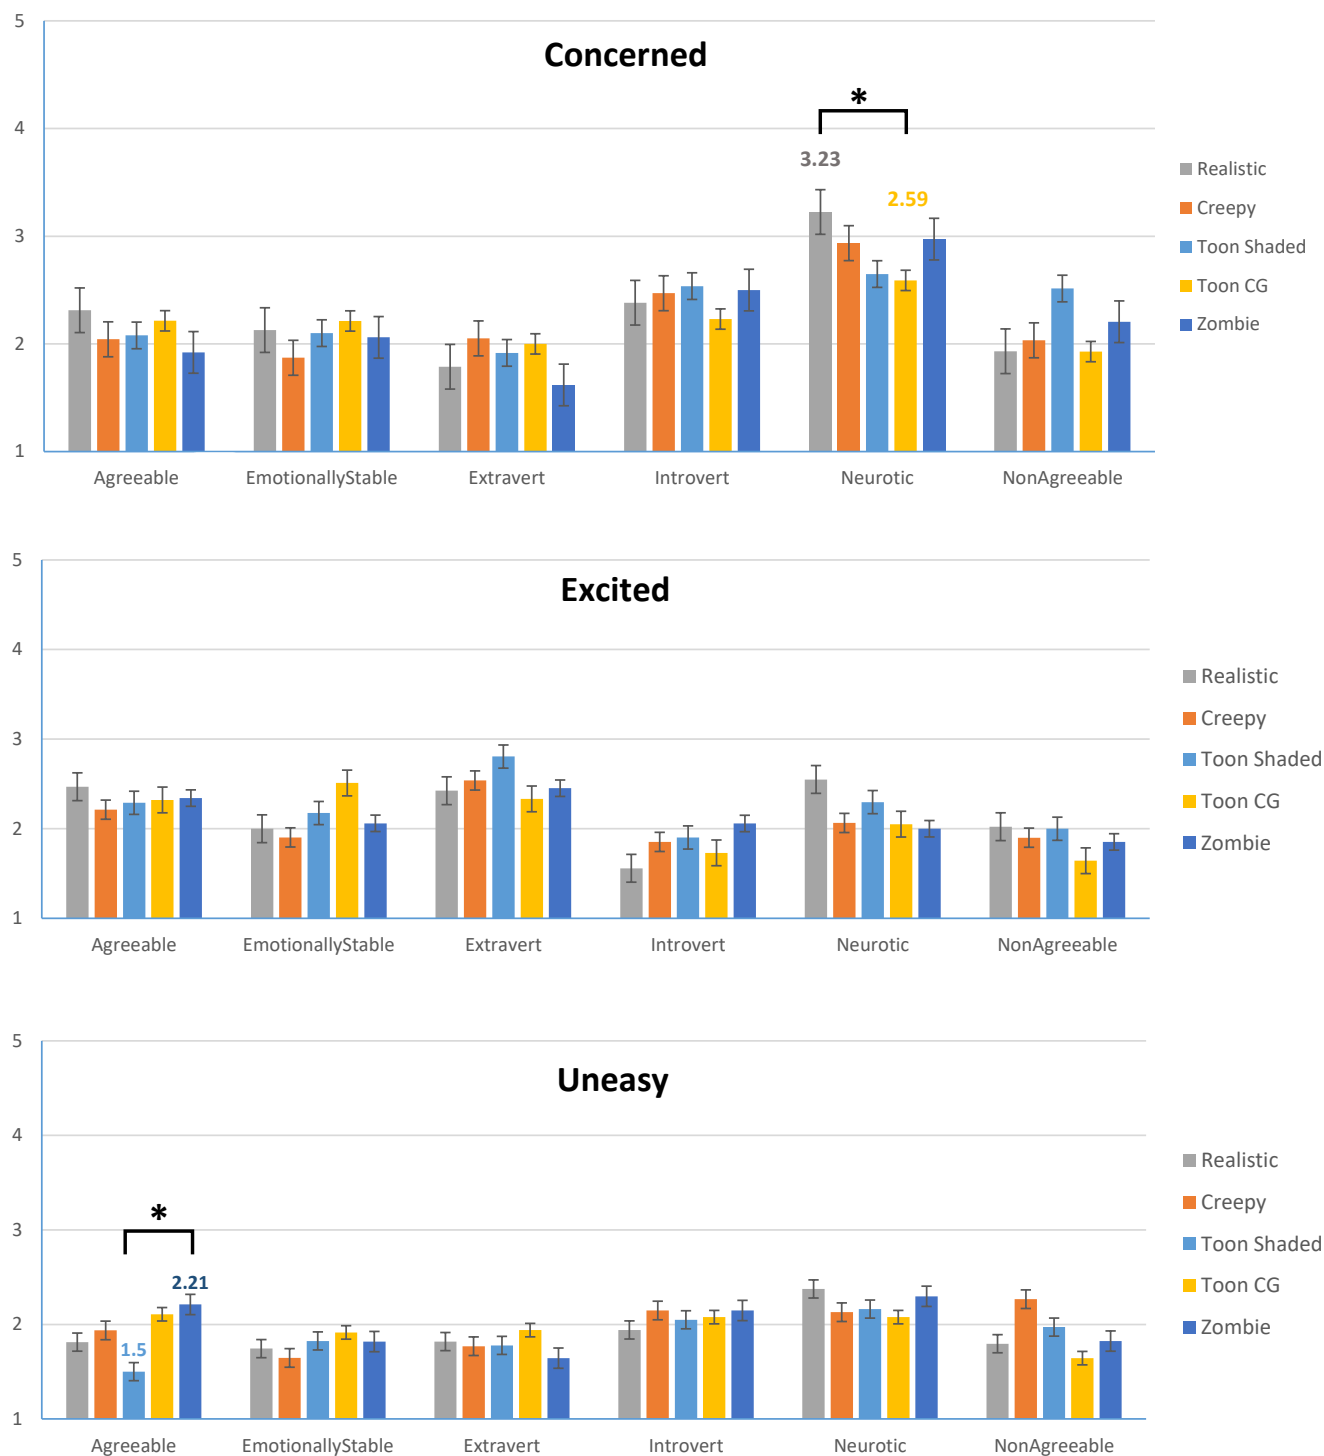 Concerned
5
4
3
2
1
*
3.23
2.59
Agreeable EmotionallyStable Extravert Introvert Neurotic NonAgreeable
Realistic
Creepy
Toon Shaded
Toon CG
Zombie
Excited
5
4
3
2
1
Agreeable EmotionallyStable Extravert Introvert Neurotic NonAgreeable
Realistic
Creepy
Toon Shaded
Toon CG
Zombie
Uneasy
5
4
3
2
1
*
2.21
1.5
Agreeable EmotionallyStable Extravert Introvert Neurotic NonAgreeable
Realistic
Creepy
Toon Shaded
Toon CG
Zombie